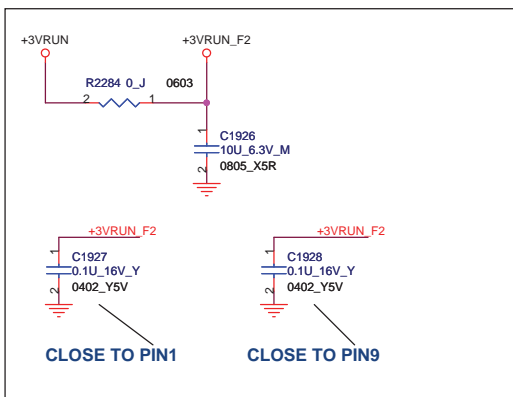 +3VRUN +3VRUN_F2
R2284 0_J 0603
2 1
1
C1926
10U_6.3V_M
2
0805_X5R
+3VRUN_F2 +3VRUN_F2
1 1
C1927 C1928
0.1U_16V_Y 0.1U_16V_Y
2 0402_Y5V 2 0402_Y5V
CLOSE TO PIN1 CLOSE TO PIN9